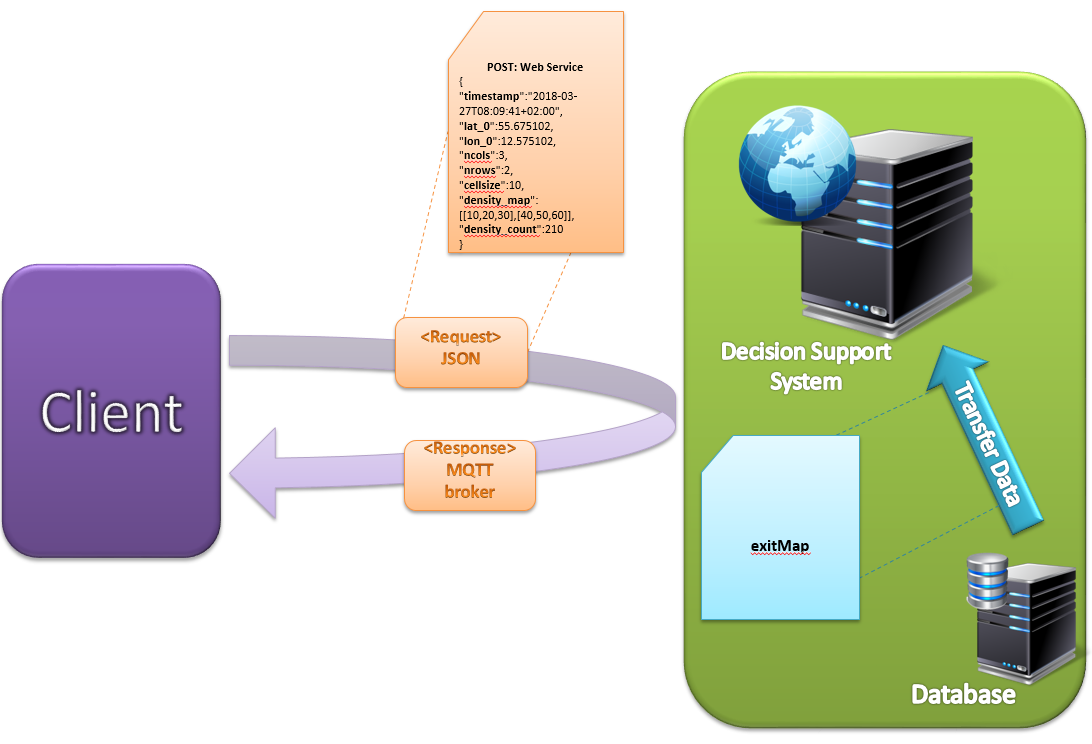 POST: Web Service
{
"timestamp":"2018-03-
27T08:09:41+02:00",
"lat_0":55.675102,
"lon_0":12.575102,
"ncols":3,
"nrows":2,
"cellsize":10,
"density_map":
[[10,20,30],[40,50,60]],
"density_count":210
}
<Request>
JSON
Client
<Response>
MQTT
broker
Decision Support
System
Transfer Data
exitMap
Database